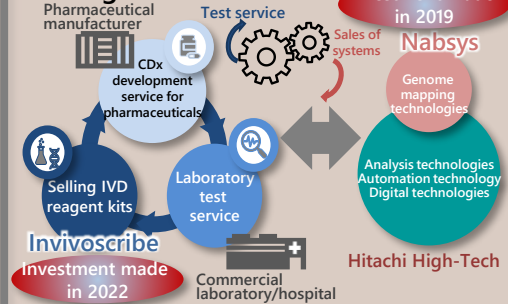 Pharmaceutical
manufacturer
Test service
in 2019
Sales of
systems
Nabsys
CDx
development
service for
pharmaceuticals
Genome
mapping
technologies
Selling IVD
reagent kits
Laboratory
test
service
Analysis technologies
Automation technology
Digital technologies
Invivoscribe
Investment made
in 2022
Commercial
laboratory/hospital
Hitachi High-Tech